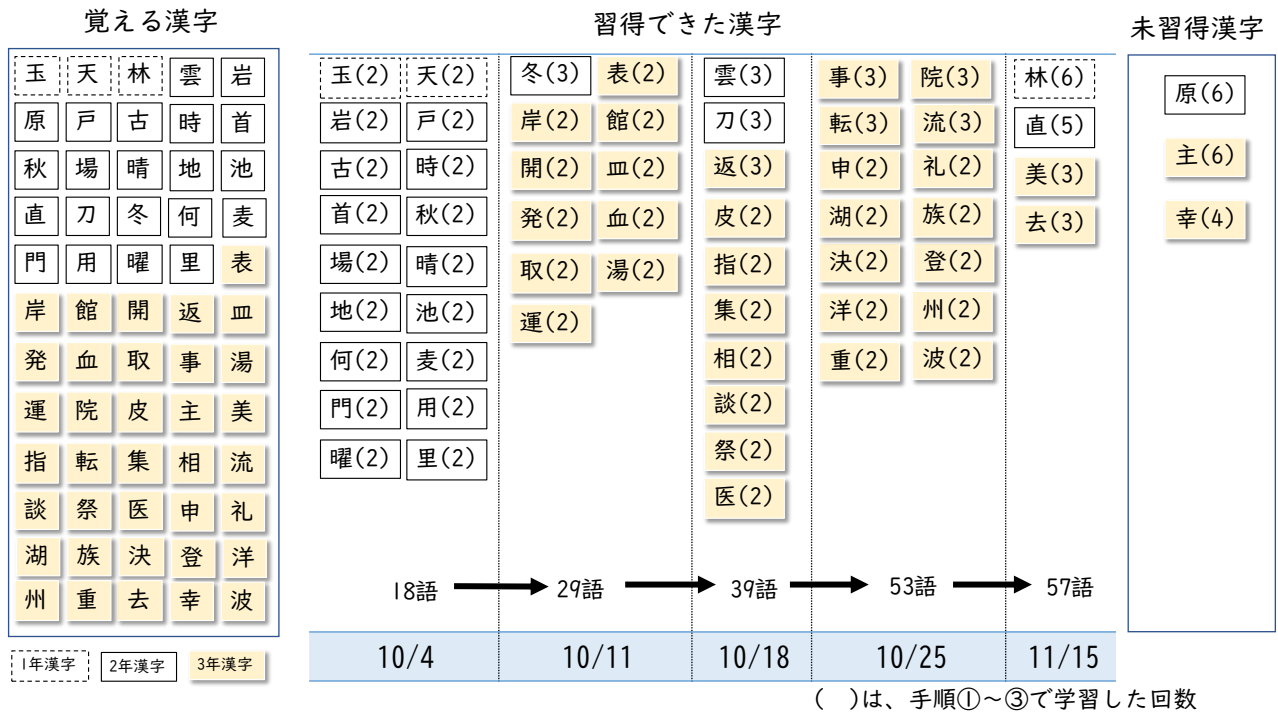 覚える漢字
玉 天 林 雲 岩
原 戸 古 時 首
秋 場 晴 地 池
直 刀 冬 何 麦
門 用 曜 里 表
岸 館 開 返 皿
発 血 取 事 湯
運 院 皮 主 美
指 転 集 相 流
談 祭 医 申 礼
湖 族 決 登 洋
州 重 去 幸 波
1年漢字 2年漢字 3年漢字
習得できた漢字
玉(2) 天(2)
岩(2) 戸(2)
古(2) 時(2)
首(2) 秋(2)
場(2) 晴(2)
地(2) 池(2)
何(2) 麦(2)
門(2) 用(2)
曜(2) 里(2)
18語
10/4
冬(3) 表(2)
岸(2) 館(2)
開(2) 皿(2)
発(2) 血(2)
取(2) 湯(2)
運(2)
29語
10/11
雲(3)
刀(3)
返(3)
皮(2)
指(2)
集(2)
相(2)
談(2)
祭(2)
医(2)
39語
10/18
事(3) 院(3)
転(3) 流(3)
申(2) 礼(2)
湖(2) 族(2)
決(2) 登(2)
洋(2) 州(2)
重(2) 波(2)
53語
10/25
林(6)
直(5)
美(3)
去(3)
57語
11/15
未習得漢字
原(6)
主(6)
幸(4)
( )は、手順①～③で学習した回数